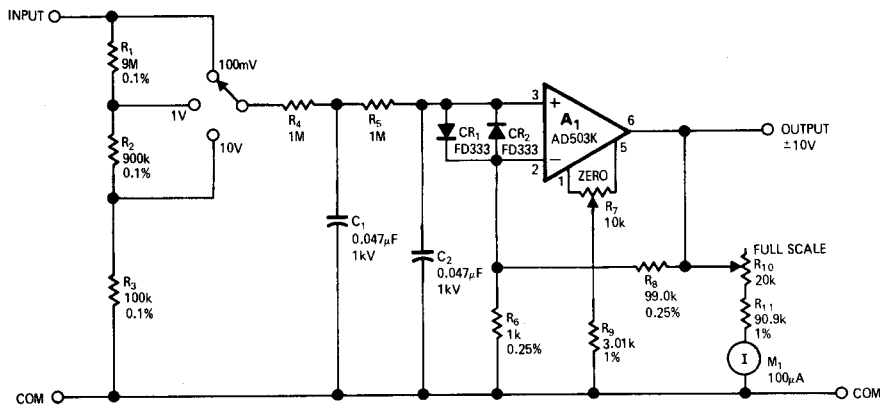 INPUT
R1
9M
0.1%
100mV
1V
10V
R2
900k
0.1%
R3
100k
0.1%
R4
1M
R5
1M
C1
0.047μF
1kV
C2
0.047μF
1kV
CR1
FD333
CR2
FD333
3
+
A1
AD503K
6
−
2
1
5
ZERO
R7
10k
OUTPUT
±10V
R8
99.0k
0.25%
FULL SCALE
R10
20k
R11
90.9k
1%
R6
1k
0.25%
R9
3.01k
1%
I
M1
100μA
COM
COM